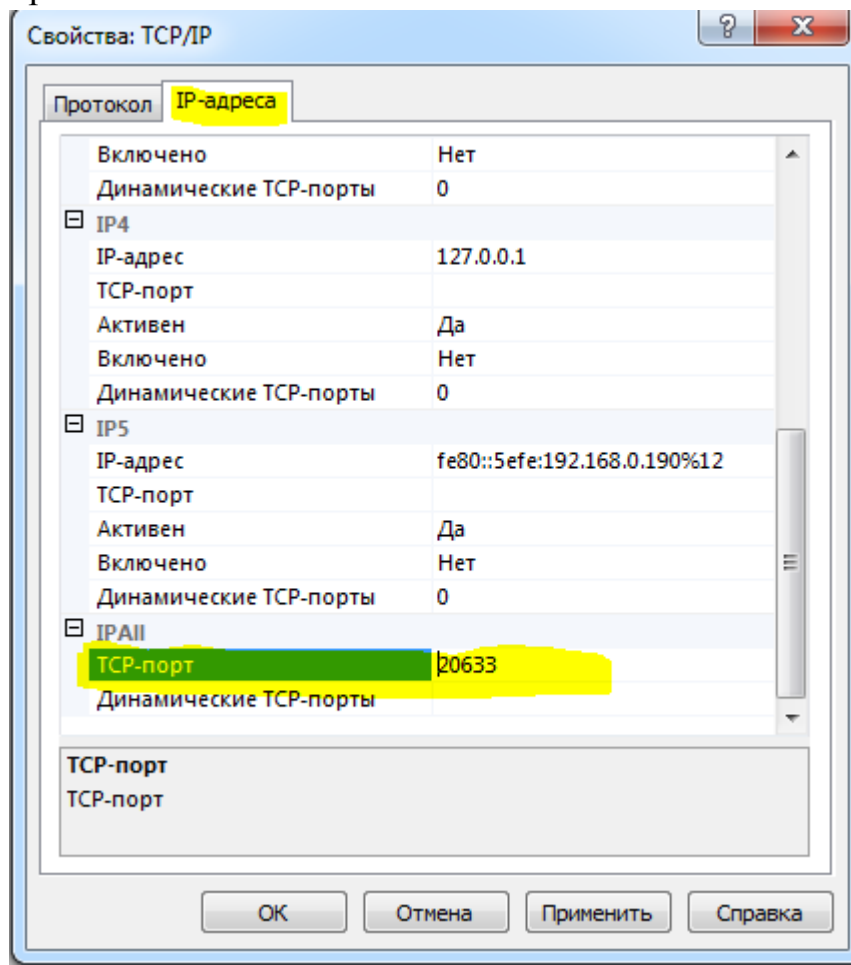 Свойства: TCP/IP
Протокол IP-адреса
Включено Нет
Динамические TCP-порты 0
IP4
IP-адрес 127.0.0.1
TCP-порт
Активен Да
Включено Нет
Динамические TCP-порты 0
IP5
IP-адрес fe80::5efe:192.168.0.190%12
TCP-порт
Активен Да
Включено Нет
Динамические TCP-порты 0
IPAll
TCP-порт 20633
Динамические TCP-порты
TCP-порт
TCP-порт
ОК Отмена Применить Справка